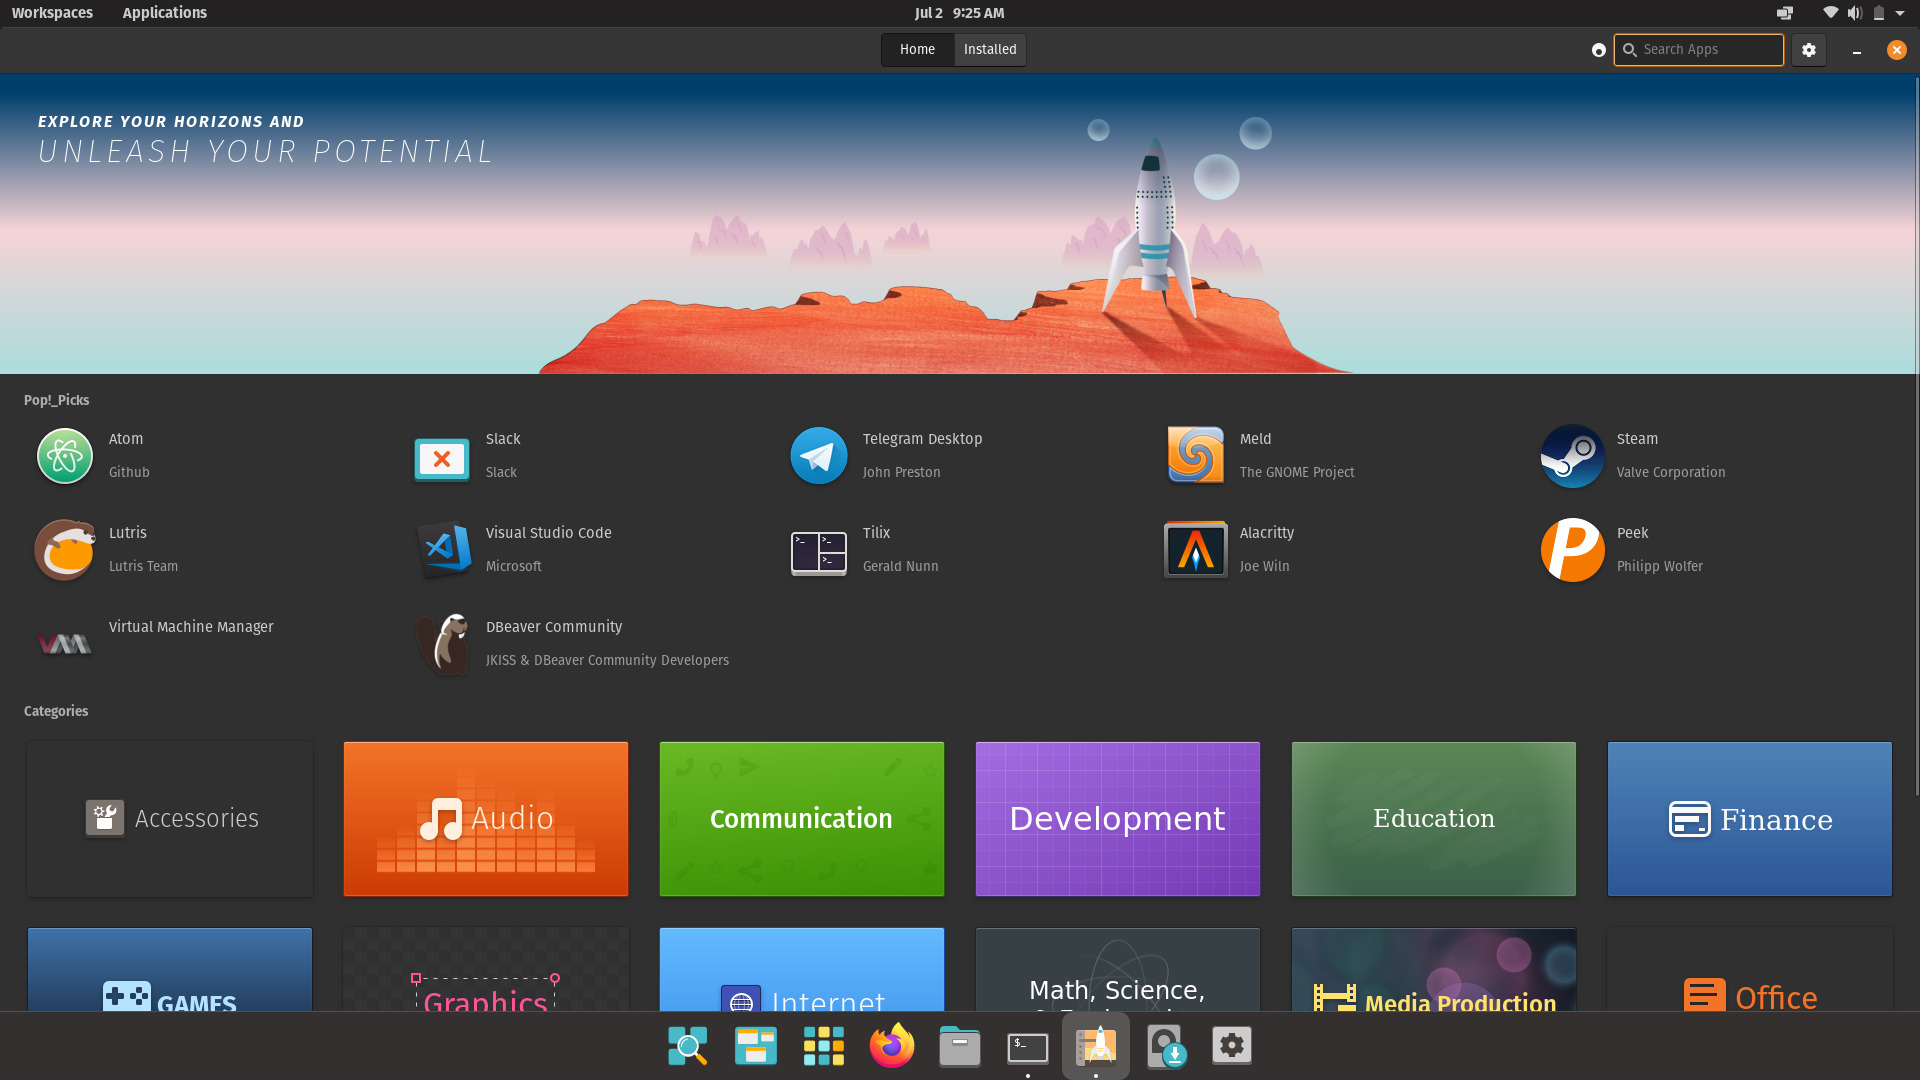 Workspaces Applications Jul 2 9:25 AM
Home Installed Search Apps
EXPLORE YOUR HORIZONS AND
UNLEASH YOUR POTENTIAL
Pop!_Picks
Atom Slack Telegram Desktop Meld Steam
Github Slack John Preston The GNOME Project Valve Corporation
Lutris Visual Studio Code Tilix Alacritty Peek
Lutris Team Microsoft Gerald Nunn Joe Wiln Philipp Wolfer
Virtual Machine Manager DBeaver Community
JKISS & DBeaver Community Developers
Categories
Accessories Audio Communication Development Education Finance
GAMES Graphics Internet Math, Science, Media Production Office